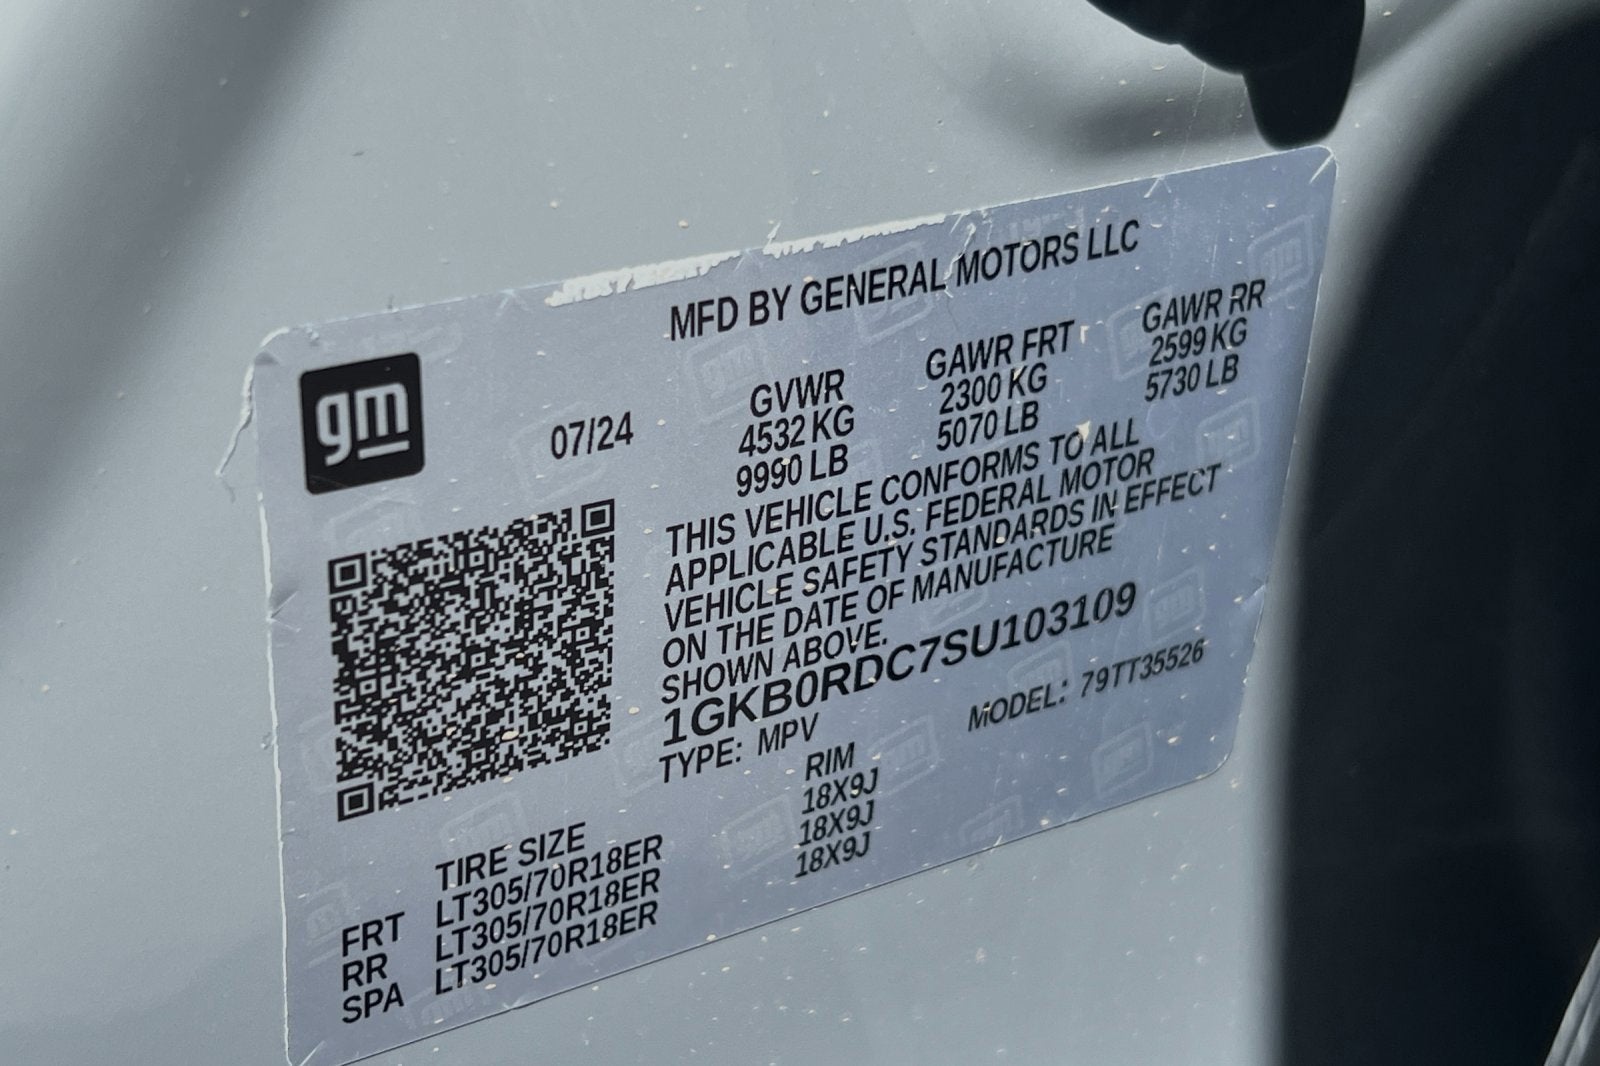 MFD BY GENERAL MOTORS LLC
gm
07/24
GVWR
4532 KG
9990 LB
GAWR FRT
2300 KG
5070 LB
GAWR RR
2599 KG
5730 LB
THIS VEHICLE CONFORMS TO ALL
APPLICABLE U.S. FEDERAL MOTOR
VEHICLE SAFETY STANDARDS IN EFFECT
ON THE DATE OF MANUFACTURE
SHOWN ABOVE.
1GKB0RDC7SU103109
TYPE: MPV MODEL: 79TT35526
TIRE SIZE RIM
FRT LT305/70R18ER 18X9J
RR LT305/70R18ER 18X9J
SPA LT305/70R18ER 18X9J